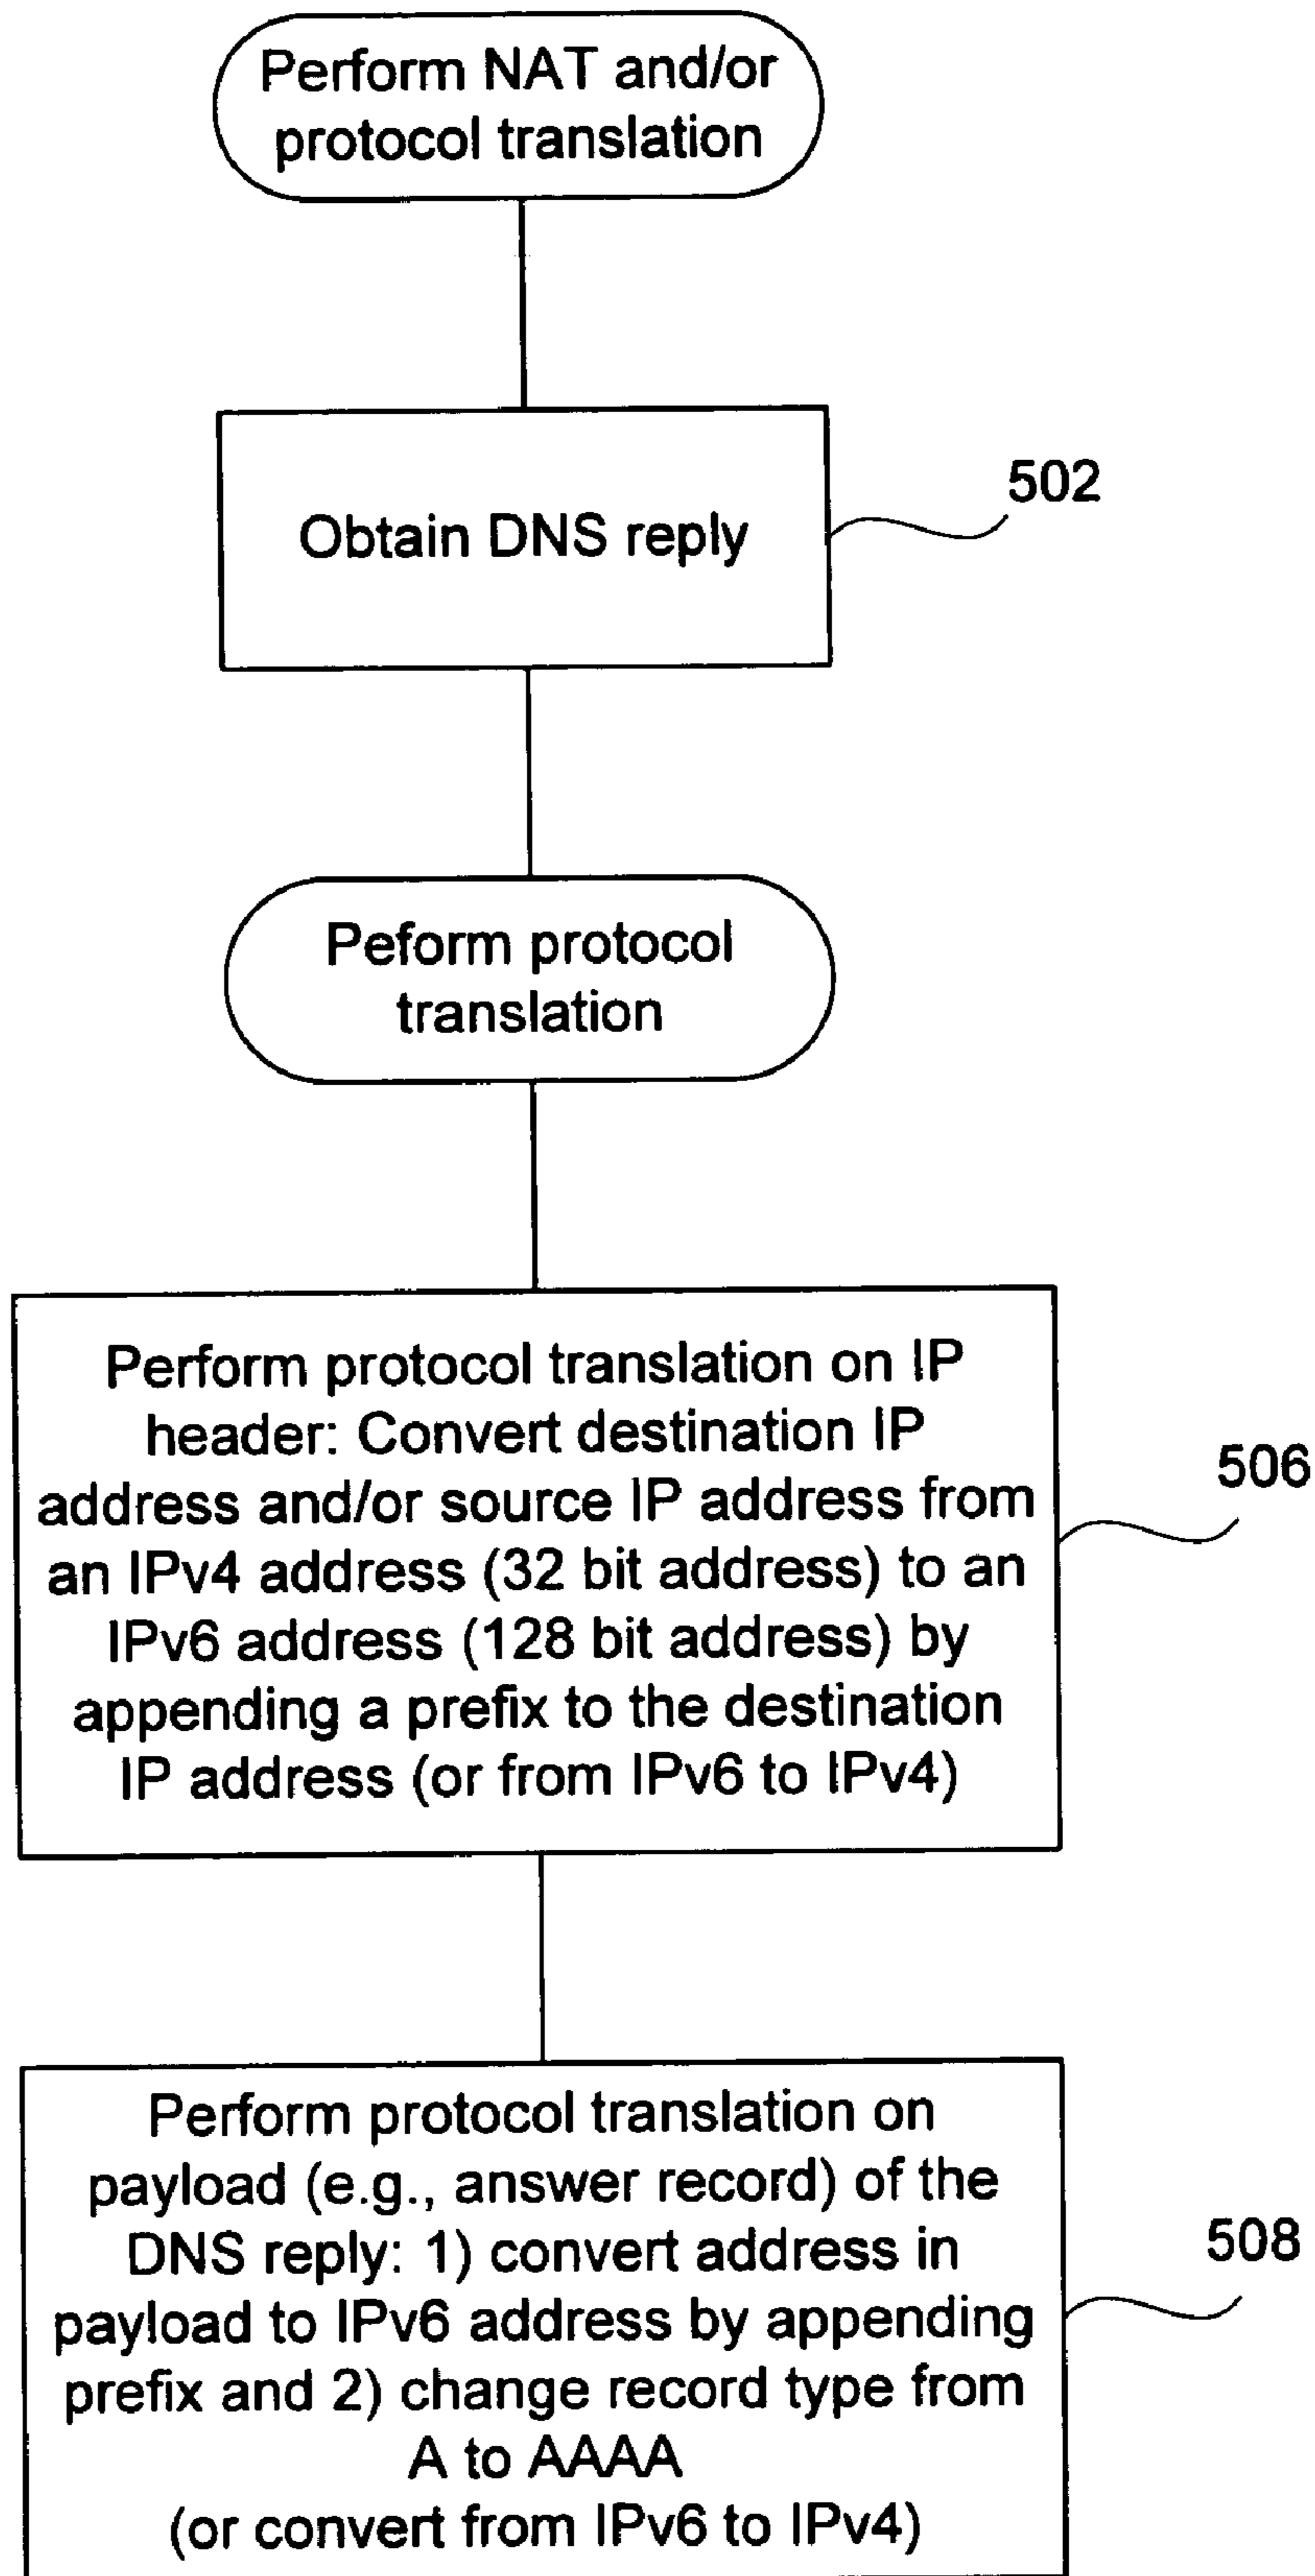 Perform NAT and/or
protocol translation
Obtain DNS reply
502
Peform protocol
translation
Perform protocol translation on IP
header: Convert destination IP
address and/or source IP address from
an IPv4 address (32 bit address) to an
IPv6 address (128 bit address) by
appending a prefix to the destination
IP address (or from IPv6 to IPv4)
506
Perform protocol translation on
payload (e.g., answer record) of the
DNS reply: 1) convert address in
payload to IPv6 address by appending
prefix and 2) change record type from
A to AAAA
(or convert from IPv6 to IPv4)
508